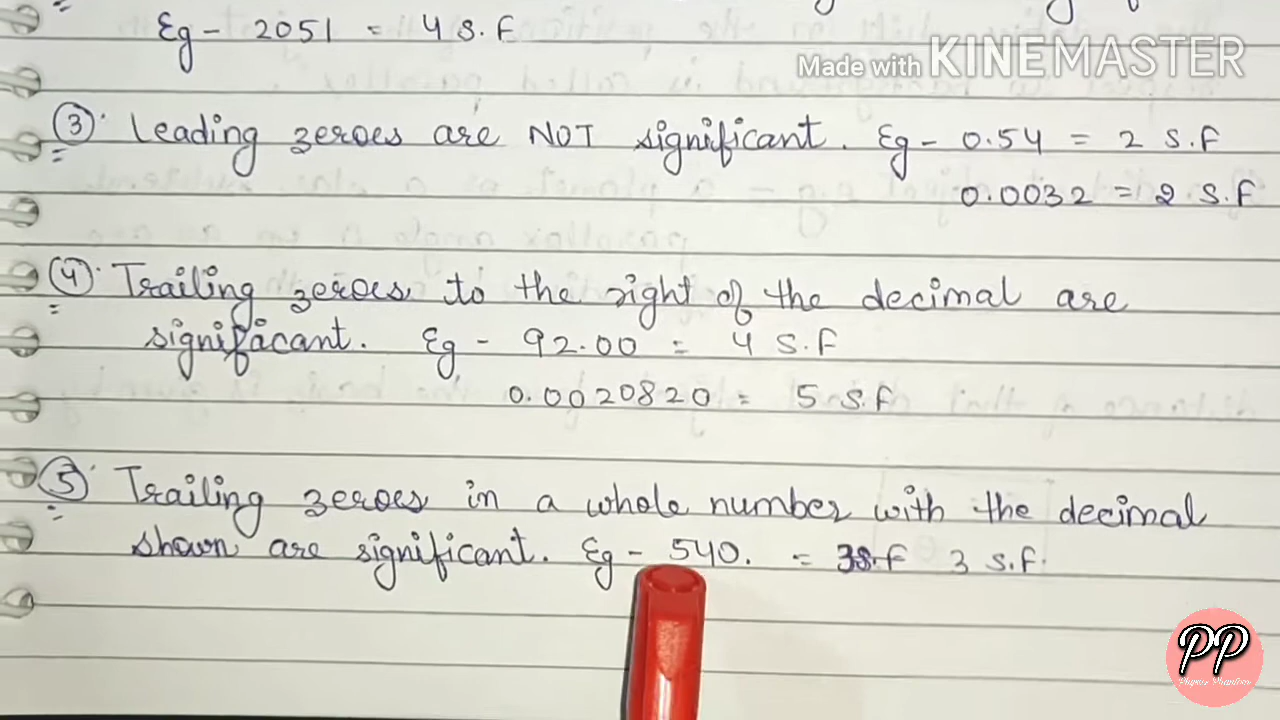 Eg - 2051 = 4 S.F
Made with KINEMASTER
③ Leading zeroes are NOT significant. Eg - 0.54 = 2 S.F
0.0032 = 2 S.F
④ Trailing zeroes to the right of the decimal are
significant. Eg - 92.00 = 4 S.F
0.0020820 = 5 S.F
⑤ Trailing zeroes in a whole number with the decimal
shown are significant. Eg - 540. = 3S.F 3 S.F.
PP